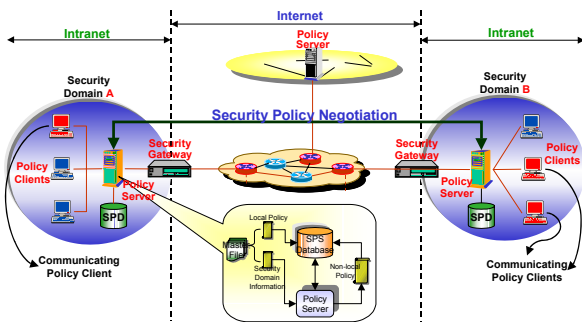 Internet
Intranet
Intranet
Policy
Server
Security
Domain A
Security
Domain B
Security Policy Negotiation
Security
Gateway
Security
Gateway
Policy
Clients
Policy
Clients
Policy
Server
Policy
Server
SPD
SPD
Communicating
Policy Client
Communicating
Policy Clients
Local Policy
Master
File
SPS
Database
Security
Domain
Information
Non-local
Policy
Policy
Server